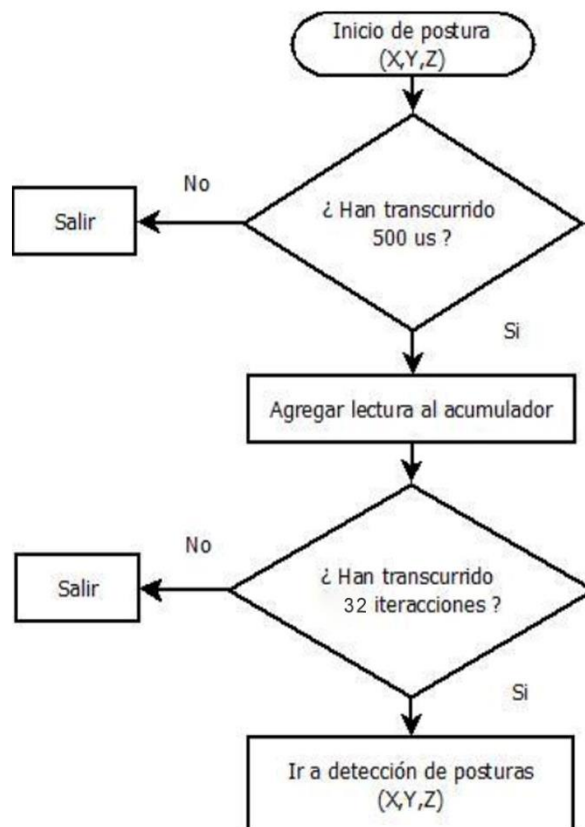 Inicio de postura
(X,Y,Z)
No
Salir
¿ Han transcurrido
500 us ?
Si
Agregar lectura al acumulador
No
Salir
¿ Han transcurrido
32 iteracciones ?
Si
Ir a detección de posturas
(X,Y,Z)